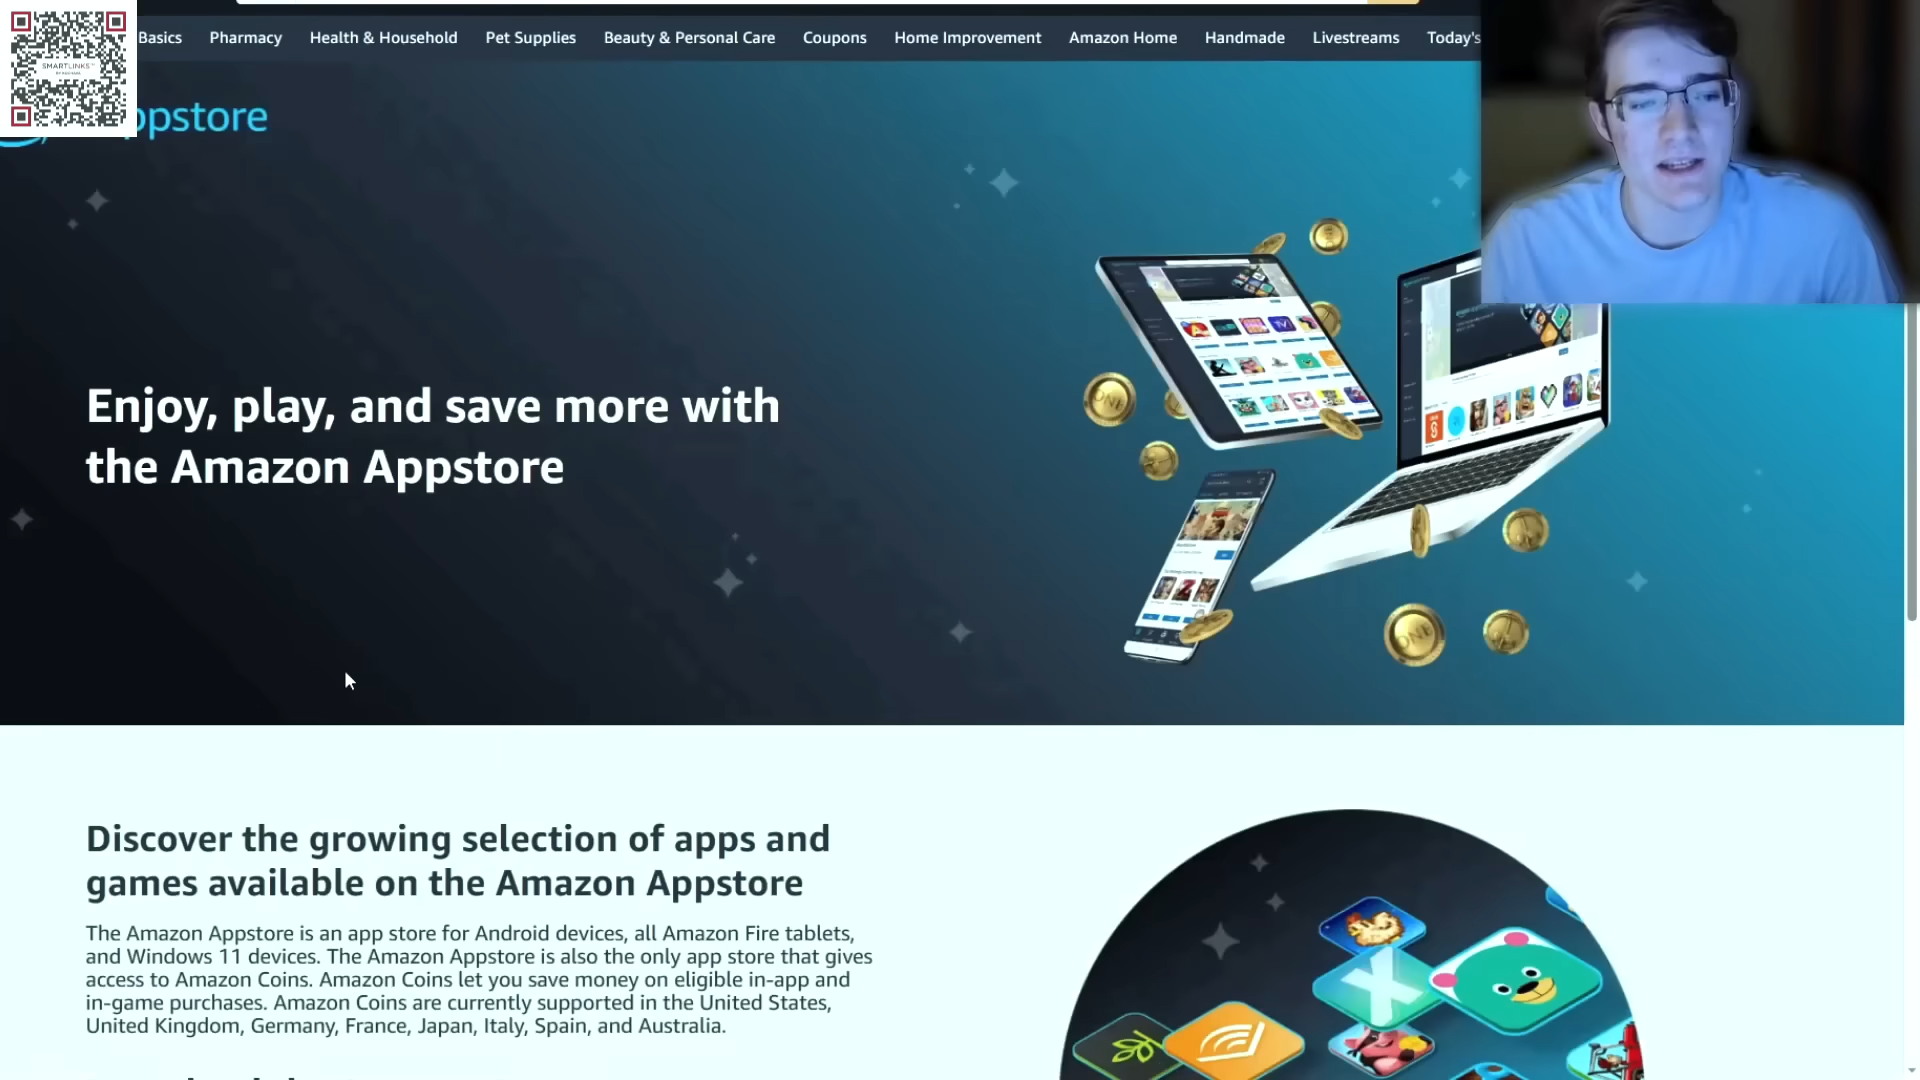 SMARTLINKS
Basics Pharmacy Health & Household Pet Supplies Beauty & Personal Care Coupons Home Improvement Amazon Home Handmade Livestreams Today's
ppstore
Enjoy, play, and save more with
the Amazon Appstore
ONE
ONE
Discover the growing selection of apps and
games available on the Amazon Appstore
The Amazon Appstore is an app store for Android devices, all Amazon Fire tablets,
and Windows 11 devices. The Amazon Appstore is also the only app store that gives
access to Amazon Coins. Amazon Coins let you save money on eligible in-app and
in-game purchases. Amazon Coins are currently supported in the United States,
United Kingdom, Germany, France, Japan, Italy, Spain, and Australia.